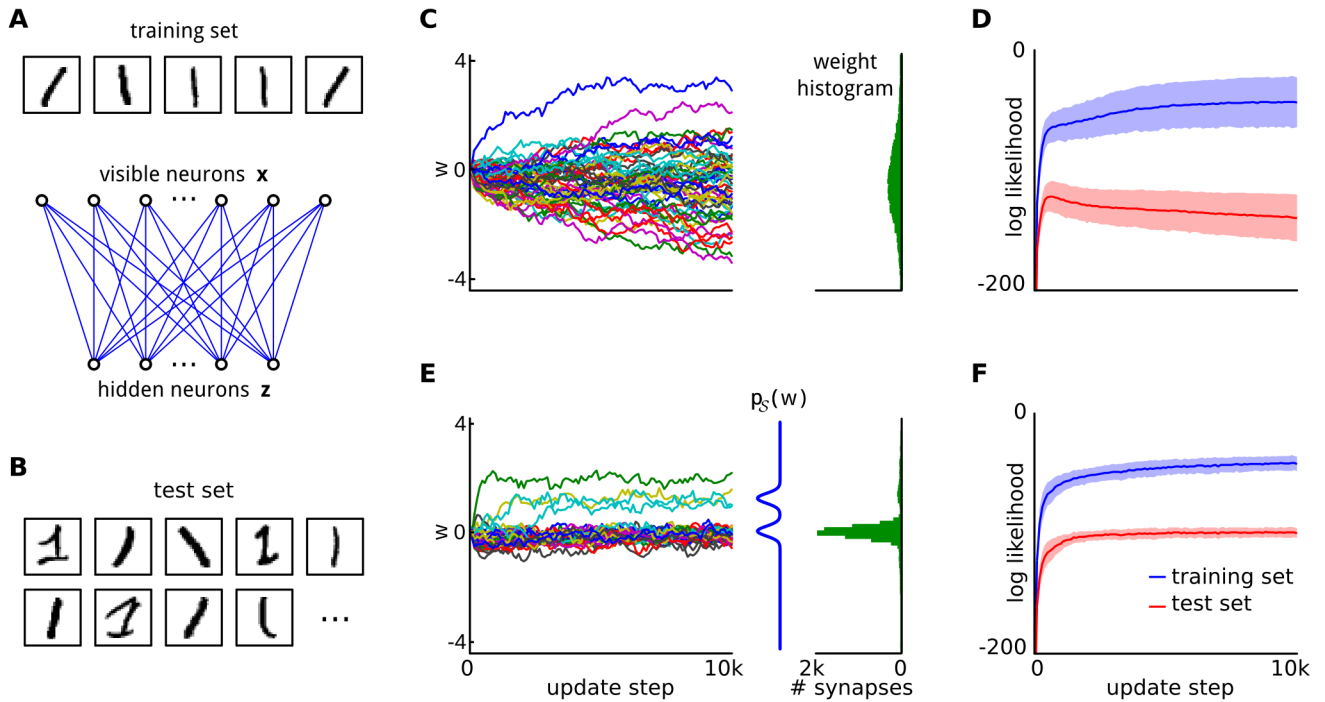 A
training set
visible neurons x
...
...
hidden neurons z
B
test set
...
C
4
w
0
-4
weight
histogram
D
0
log likelihood
-200
E
4
w
0
-4
0
10k
update step
p𝒮(w)
2k
0
# synapses
F
0
log likelihood
-200
training set
test set
0
10k
update step